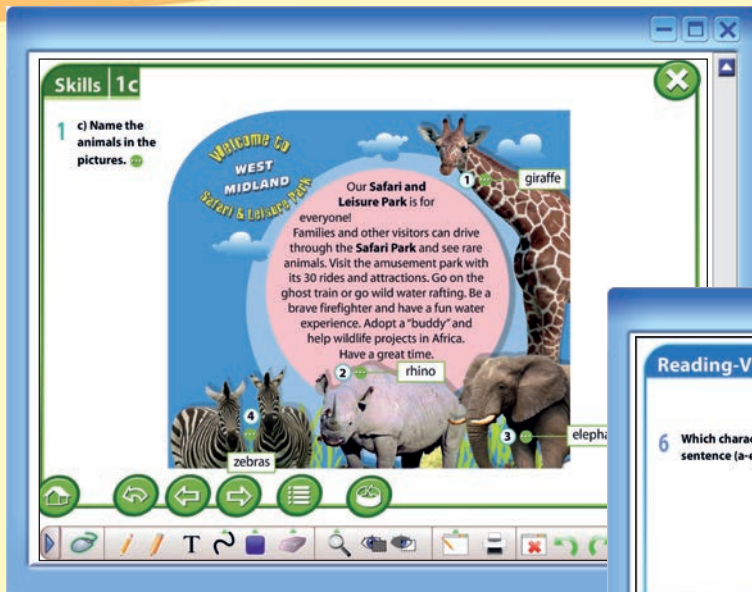 Skills 1c
1 c) Name the
animals in the
pictures.
Welcome to
WEST
MIDLAND
Safari & Leisure Park
Our Safari and
Leisure Park is for
everyone!
Families and other visitors can drive
through the Safari Park and see rare
animals. Visit the amusement park with
its 30 rides and attractions. Go on the
ghost train or go wild water rafting. Be a
brave firefighter and have a fun water
experience. Adopt a "buddy" and
help wildlife projects in Africa.
Have a great time.
1 giraffe
2 rhino
3
4
zebras
T
6 Which
sentence